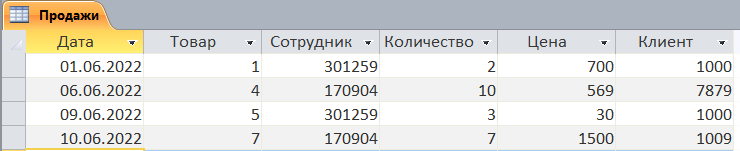 Продажи
Дата Товар Сотрудник Количество Цена Клиент
01.06.2022 1 301259 2 700 1000
06.06.2022 4 170904 10 569 7879
09.06.2022 5 301259 3 30 1000
10.06.2022 7 170904 7 1500 1009